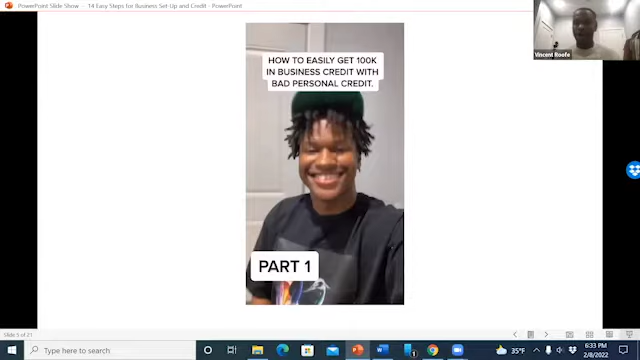 PowerPoint Slide Show - 14 Easy Steps for Business Set-Up and Credit - PowerPoint
Vincent Roofe
HOW TO EASILY GET 100K
IN BUSINESS CREDIT WITH
BAD PERSONAL CREDIT.
PART 1
Slide 5 of 21
Type here to search
1
35°F
6:33 PM
2/8/2022